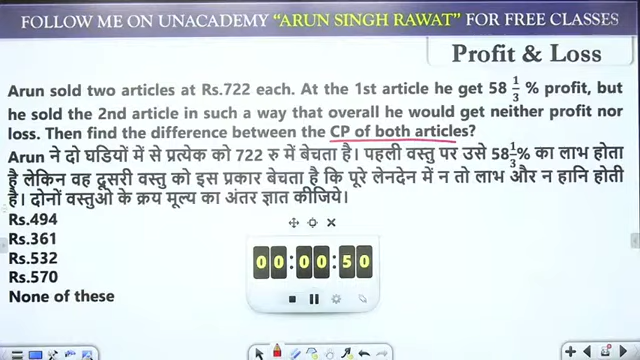 FOLLOW ME ON UNACADEMY “ARUN SINGH RAWAT” FOR FREE CLASSES
Profit & Loss
Arun sold two articles at Rs.722 each. At the 1st article he get 58 1/3 % profit, but
he sold the 2nd article in such a way that overall he would get neither profit nor
loss. Then find the difference between the CP of both articles?
Arun ने दो घडियों में से प्रत्येक को 722 रु में बेचता है। पहली वस्तु पर उसे 58 1/3 % का लाभ होता
है लेकिन वह दूसरी वस्तु को इस प्रकार बेचता है कि पूरे लेनदेन में न तो लाभ और न हानि होती
है। दोनों वस्तुओ के क्रय मूल्य का अंतर ज्ञात कीजिये।
Rs.494
Rs.361
Rs.532
Rs.570
None of these
00:00:50